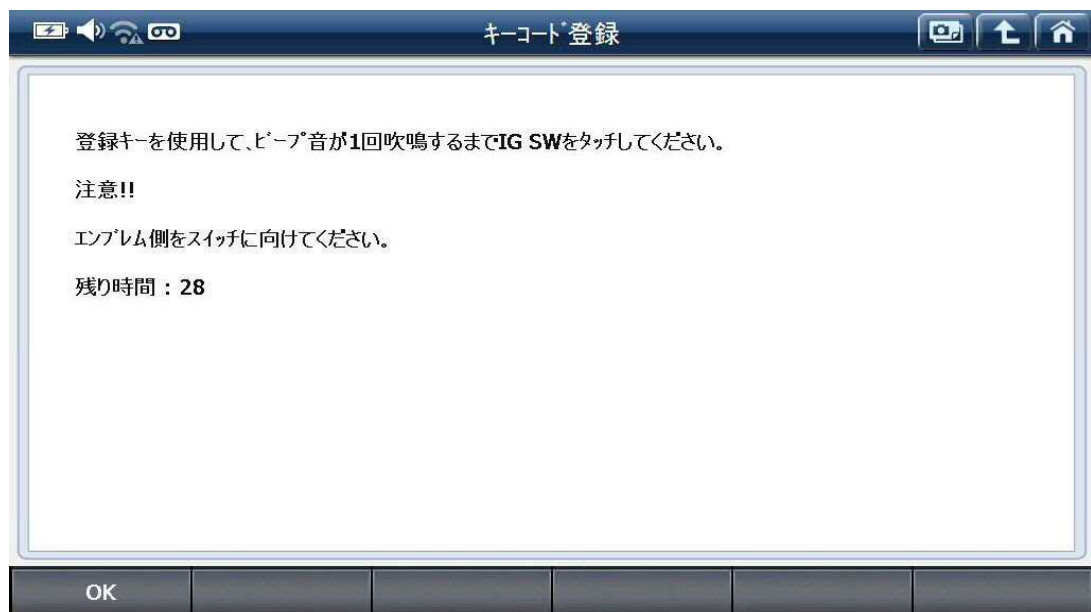 キーコード登録
登録キーを使用して、ビープ音が1回吹鳴するまでIG SWをタッチしてください。
注意!!
エンブレム側をスイッチに向けてください。
残り時間：28
OK